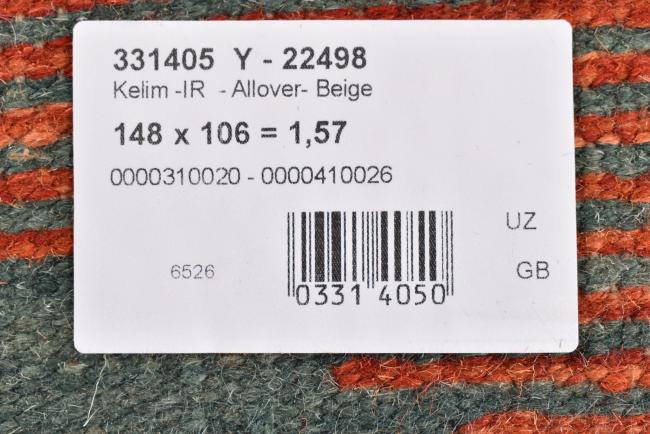 331405 Y - 22498
Kelim -IR - Allover- Beige
148 x 106 = 1,57
0000310020 - 0000410026
UZ
6526
GB
0331 4050